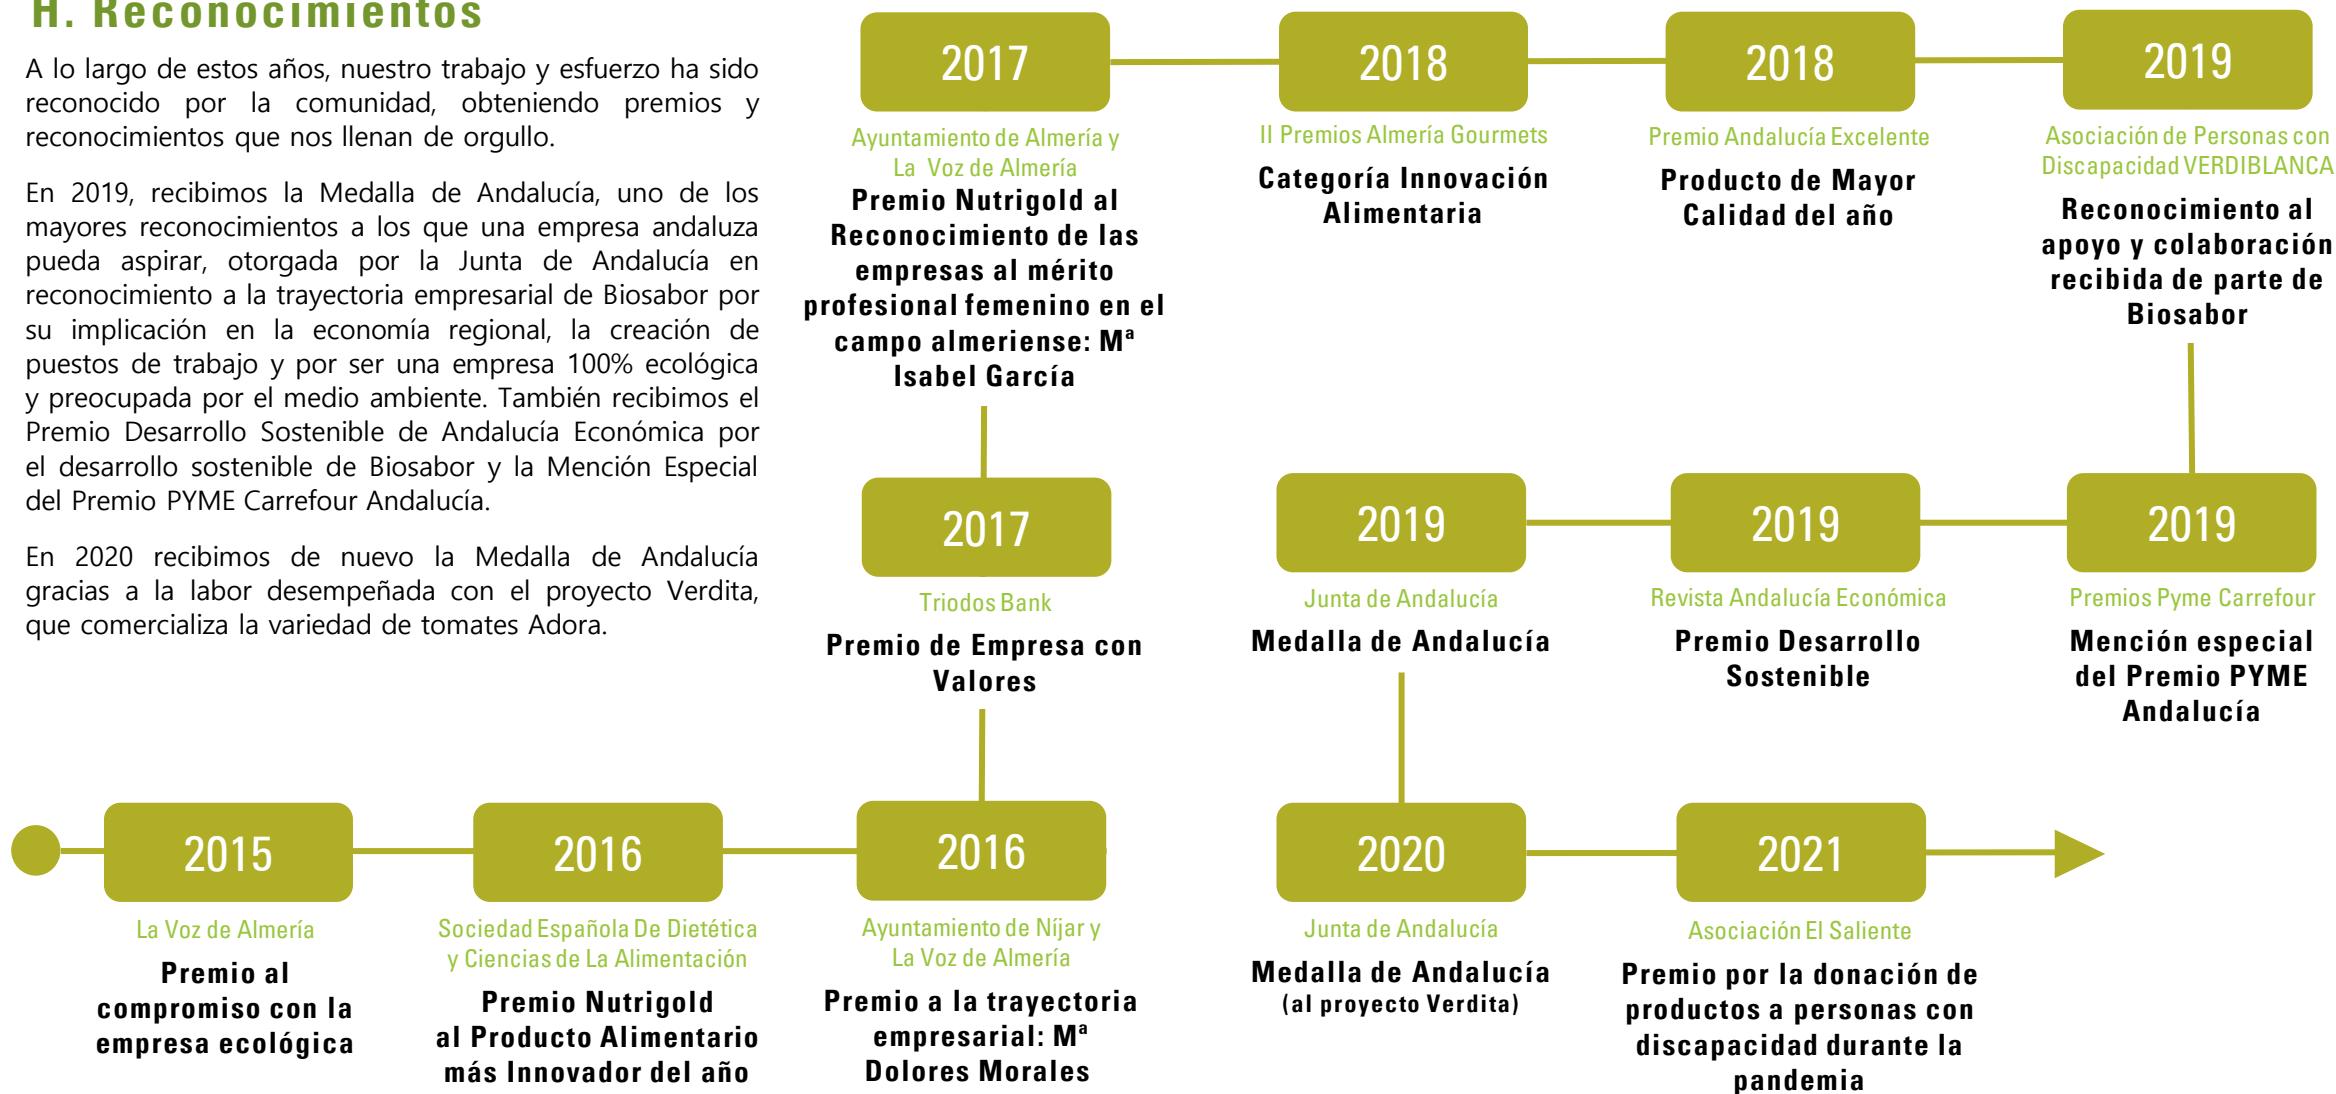 H. Reconocimientos
A lo largo de estos años, nuestro trabajo y esfuerzo ha sido
reconocido por la comunidad, obteniendo premios y
reconocimientos que nos llenan de orgullo.
En 2019, recibimos la Medalla de Andalucía, uno de los
mayores reconocimientos a los que una empresa andaluza
pueda aspirar, otorgada por la Junta de Andalucía en
reconocimiento a la trayectoria empresarial de Biosabor por
su implicación en la economía regional, la creación de
puestos de trabajo y por ser una empresa 100% ecológica
y preocupada por el medio ambiente. También recibimos el
Premio Desarrollo Sostenible de Andalucía Económica por
el desarrollo sostenible de Biosabor y la Mención Especial
del Premio PYME Carrefour Andalucía.
En 2020 recibimos de nuevo la Medalla de Andalucía
gracias a la labor desempeñada con el proyecto Verdita,
que comercializa la variedad de tomates Adora.
2015
La Voz de Almería
Premio al
compromiso con la
empresa ecológica
2016
Sociedad Española De Dietética
y Ciencias de La Alimentación
Premio Nutrigold
al Producto Alimentario
más Innovador del año
2016
Ayuntamiento de Níjar y
La Voz de Almería
Premio a la trayectoria
empresarial: Mª
Dolores Morales
2017
Triodos Bank
Premio de Empresa con
Valores
2017
Ayuntamiento de Almería y
La Voz de Almería
Premio Nutrigold al
Reconocimiento de las
empresas al mérito
profesional femenino en el
campo almeriense: Mª
Isabel García
2018
II Premios Almería Gourmets
Categoría Innovación
Alimentaria
2018
Premio Andalucía Excelente
Producto de Mayor
Calidad del año
2019
Asociación de Personas con
Discapacidad VERDIBLANCA
Reconocimiento al
apoyo y colaboración
recibida de parte de
Biosabor
2019
Premios Pyme Carrefour
Mención especial
del Premio PYME
Andalucía
2019
Revista Andalucía Económica
Premio Desarrollo
Sostenible
2019
Junta de Andalucía
Medalla de Andalucía
2020
Junta de Andalucía
Medalla de Andalucía
(al proyecto Verdita)
2021
Asociación El Saliente
Premio por la donación de
productos a personas con
discapacidad durante la
pandemia